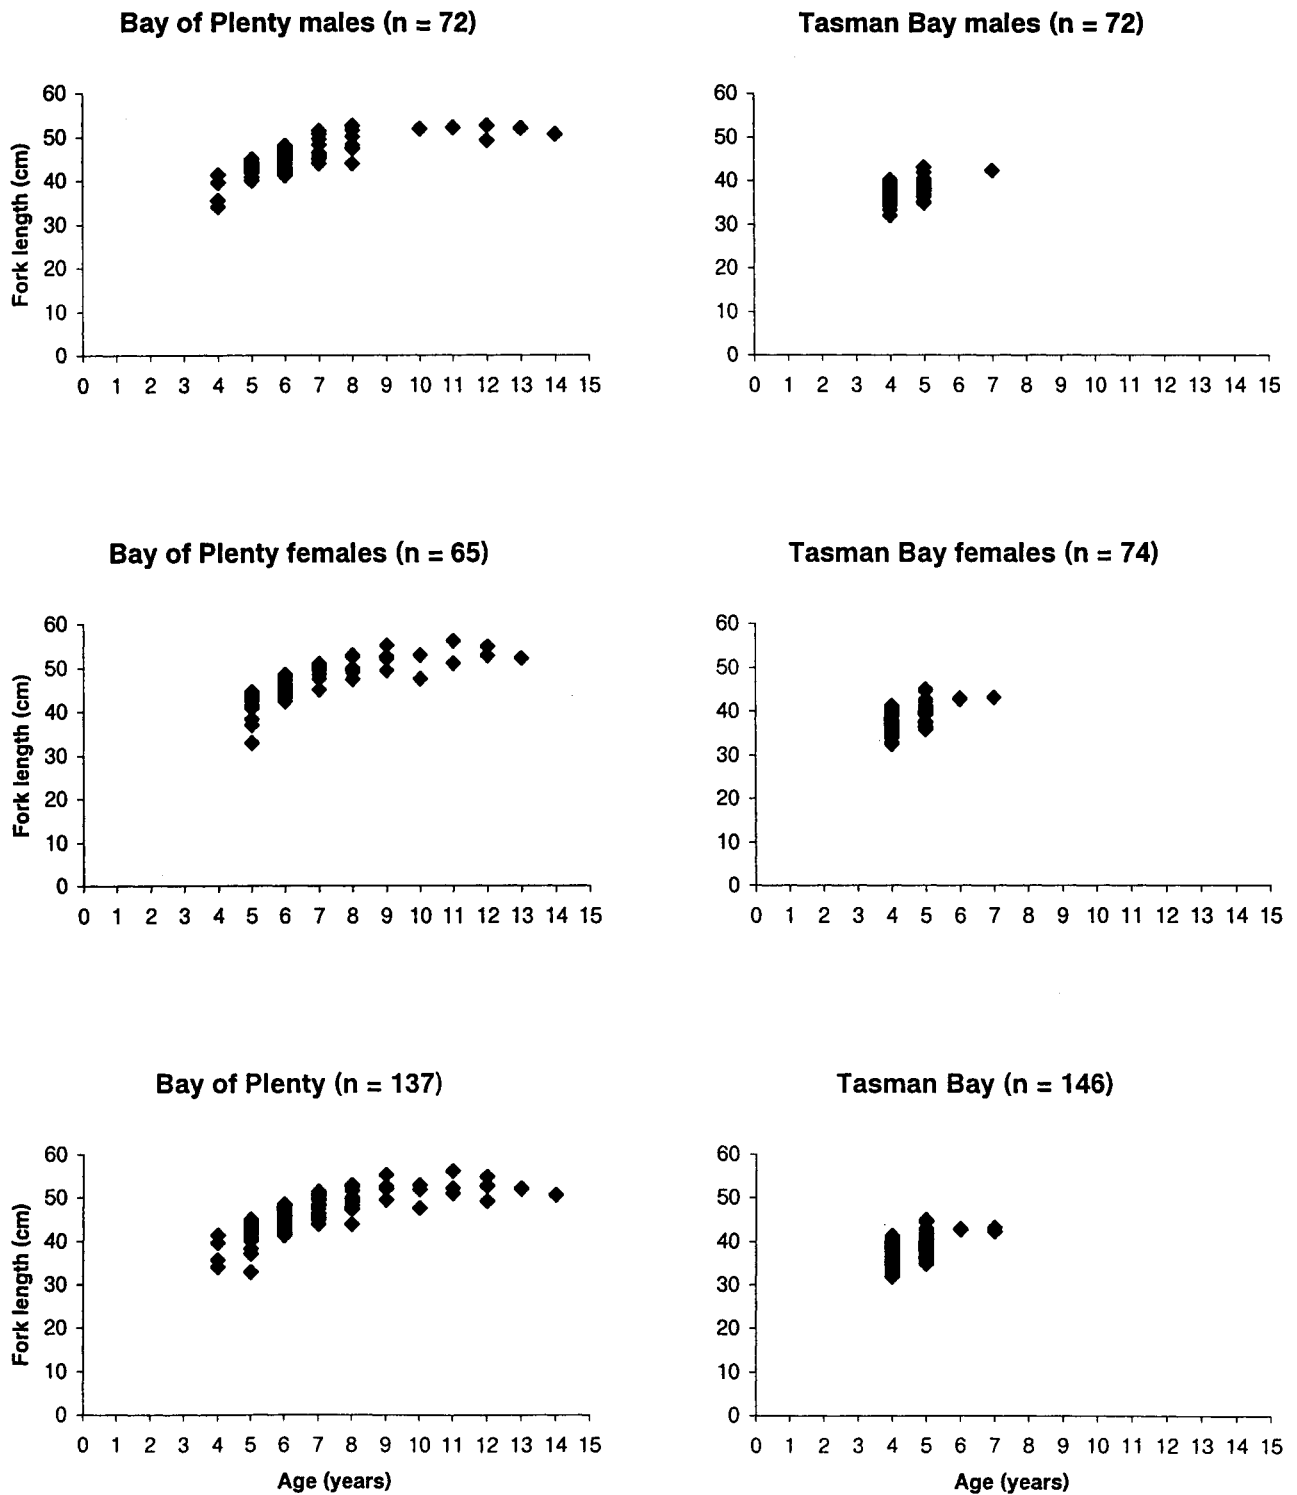 Bay of Plenty males (n = 72)
Fork length (cm)
60
50
40
30
20
10
0
0 1 2 3 4 5 6 7 8 9 10 11 12 13 14 15
Tasman Bay males (n = 72)
60
50
40
30
20
10
0
0 1 2 3 4 5 6 7 8 9 10 11 12 13 14 15
Bay of Plenty females (n = 65)
Fork length (cm)
60
50
40
30
20
10
0
0 1 2 3 4 5 6 7 8 9 10 11 12 13 14 15
Tasman Bay females (n = 74)
60
50
40
30
20
10
0
0 1 2 3 4 5 6 7 8 9 10 11 12 13 14 15
Bay of Plenty (n = 137)
Fork length (cm)
60
50
40
30
20
10
0
0 1 2 3 4 5 6 7 8 9 10 11 12 13 14 15
Age (years)
Tasman Bay (n = 146)
60
50
40
30
20
10
0
0 1 2 3 4 5 6 7 8 9 10 11 12 13 14 15
Age (years)